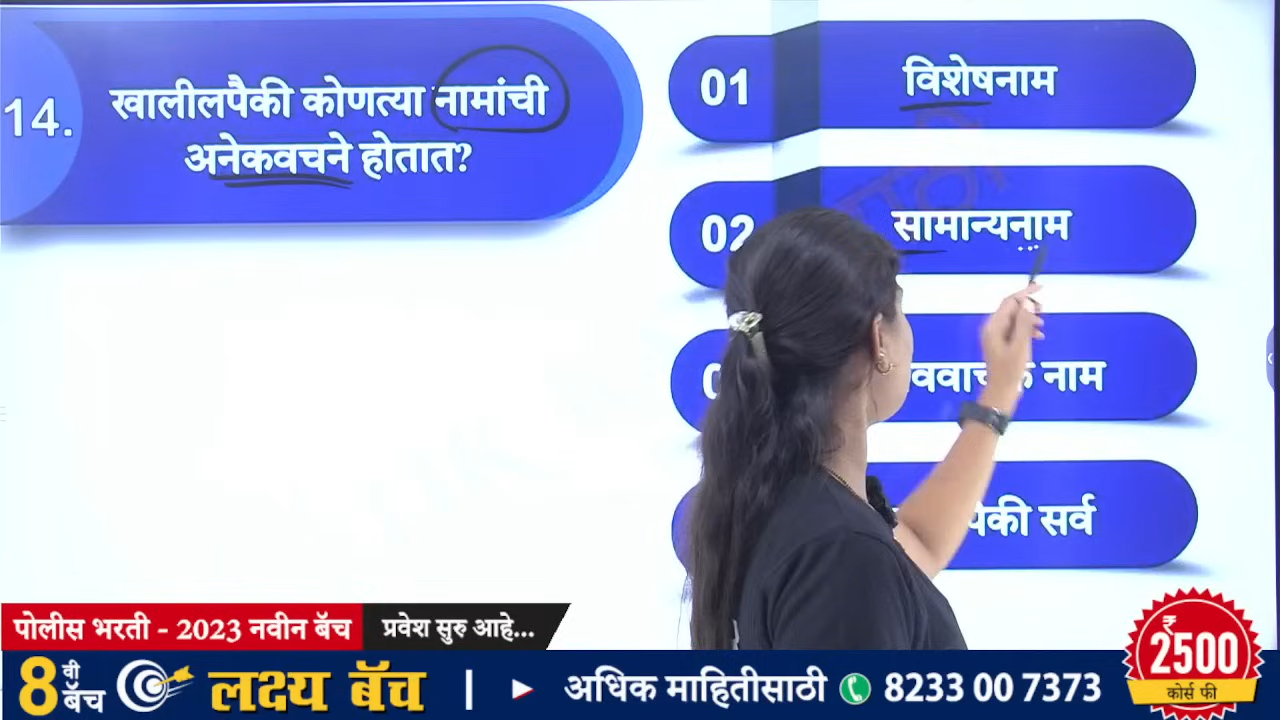 14.
खालीलपैकी कोणत्या नामांची
अनेकवचने होतात?
01
विशेषनाम
02
सामान्यनाम
नाम
सर्व
पोलीस भरती - 2023 नवीन बॅच
प्रवेश सुरु आहे...
8 वी बॅच
लक्ष्य बॅच
अधिक माहितीसाठी
8233 00 7373
₹
2500
कोर्स फी